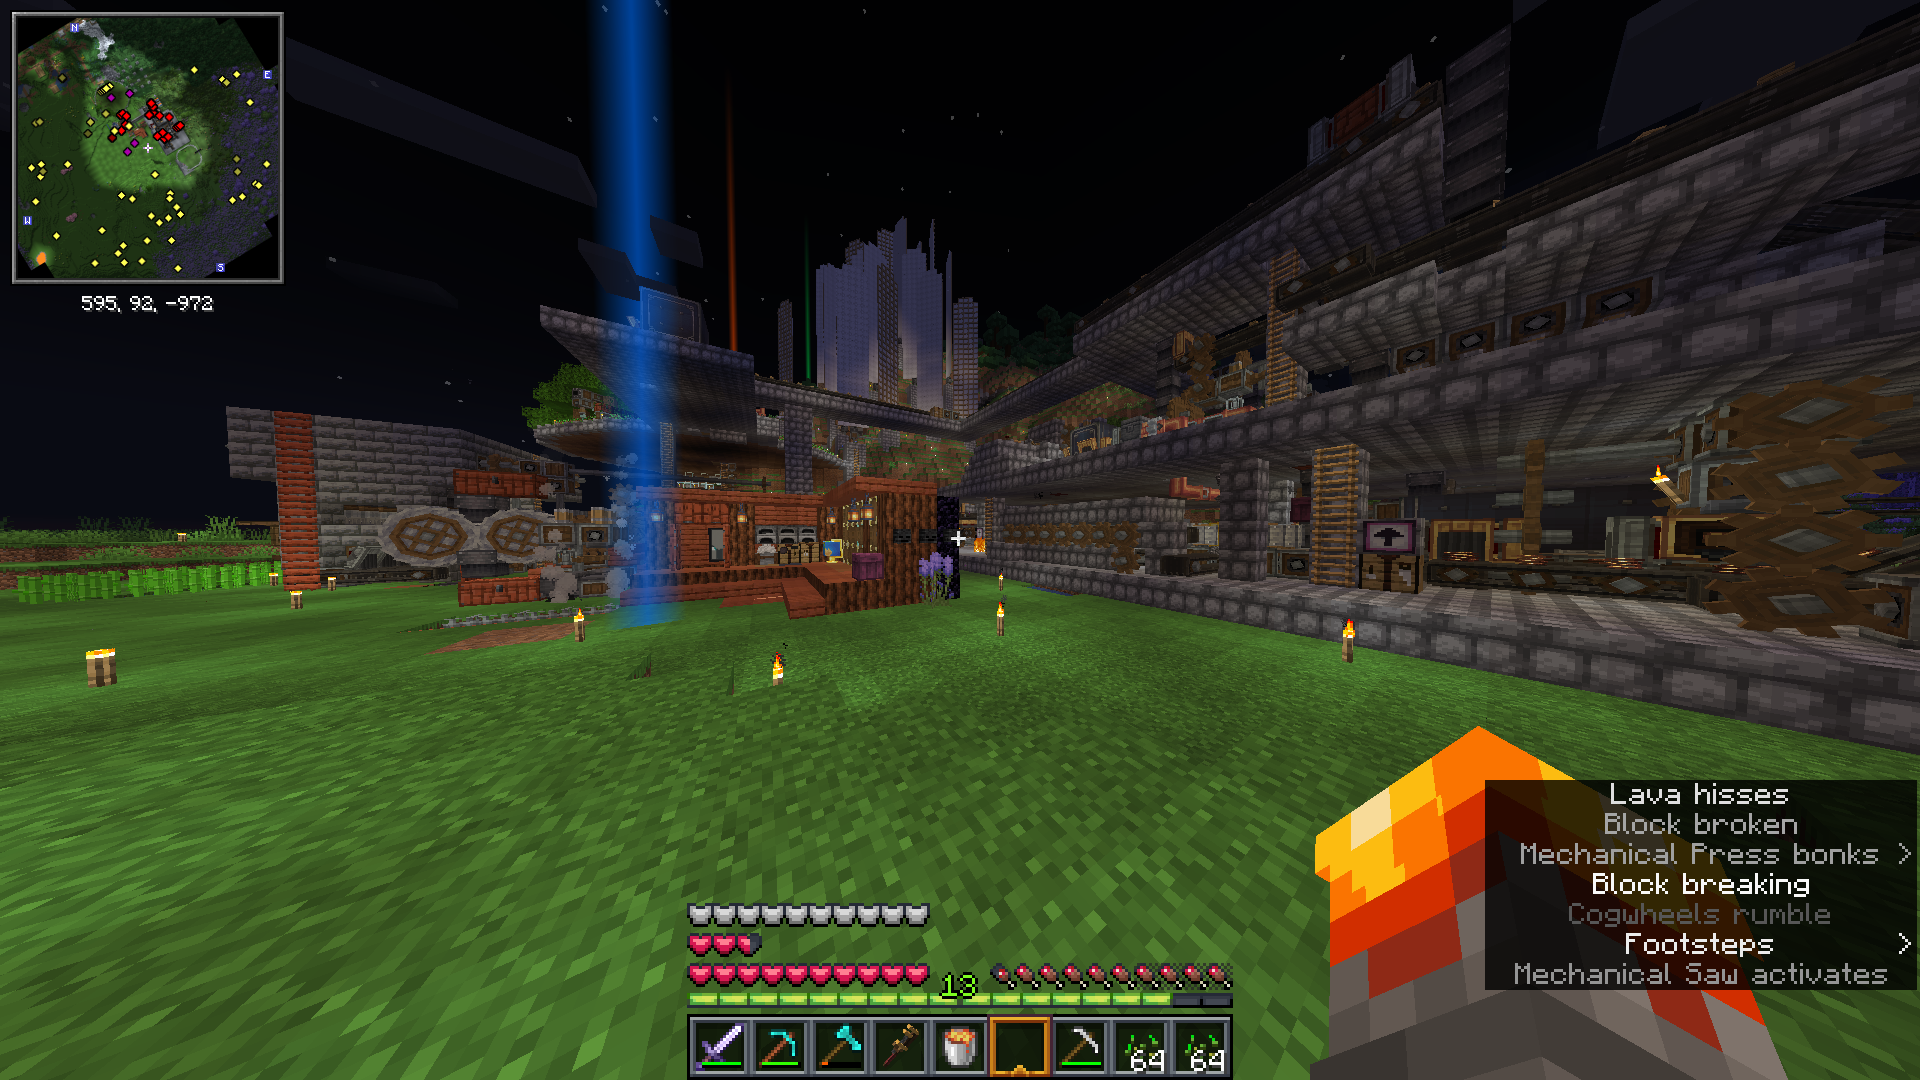 N
E
W
S
595, 92, -972
Lava hisses
Block broken
Mechanical Press bonks >
Block breaking
Cogwheels rumble
Footsteps >
Mechanical Saw activates
13
64
64